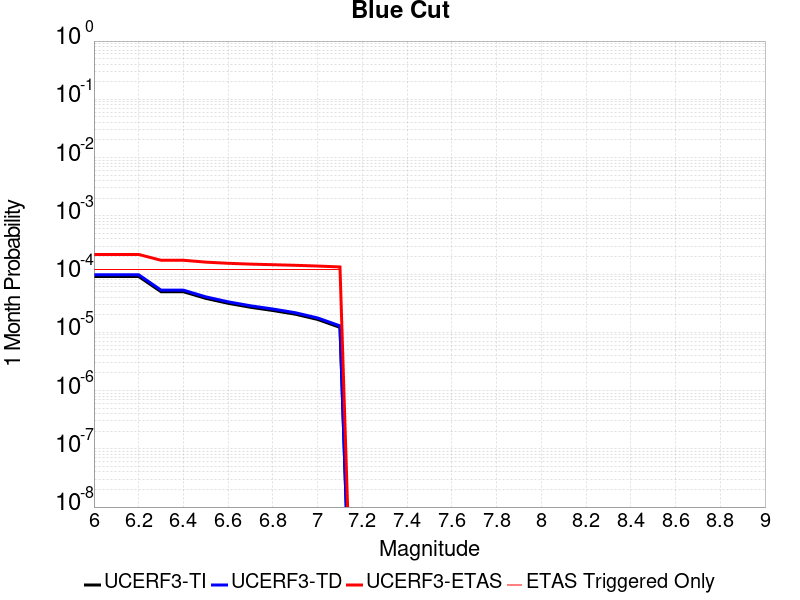 Blue Cut
10^0
10^-1
10^-2
10^-3
10^-4
10^-5
10^-6
10^-7
10^-8
1 Month Probability
6 6.2 6.4 6.6 6.8 7 7.2 7.4 7.6 7.8 8 8.2 8.4 8.6 8.8 9
Magnitude
UCERF3-TI UCERF3-TD UCERF3-ETAS ETAS Triggered Only